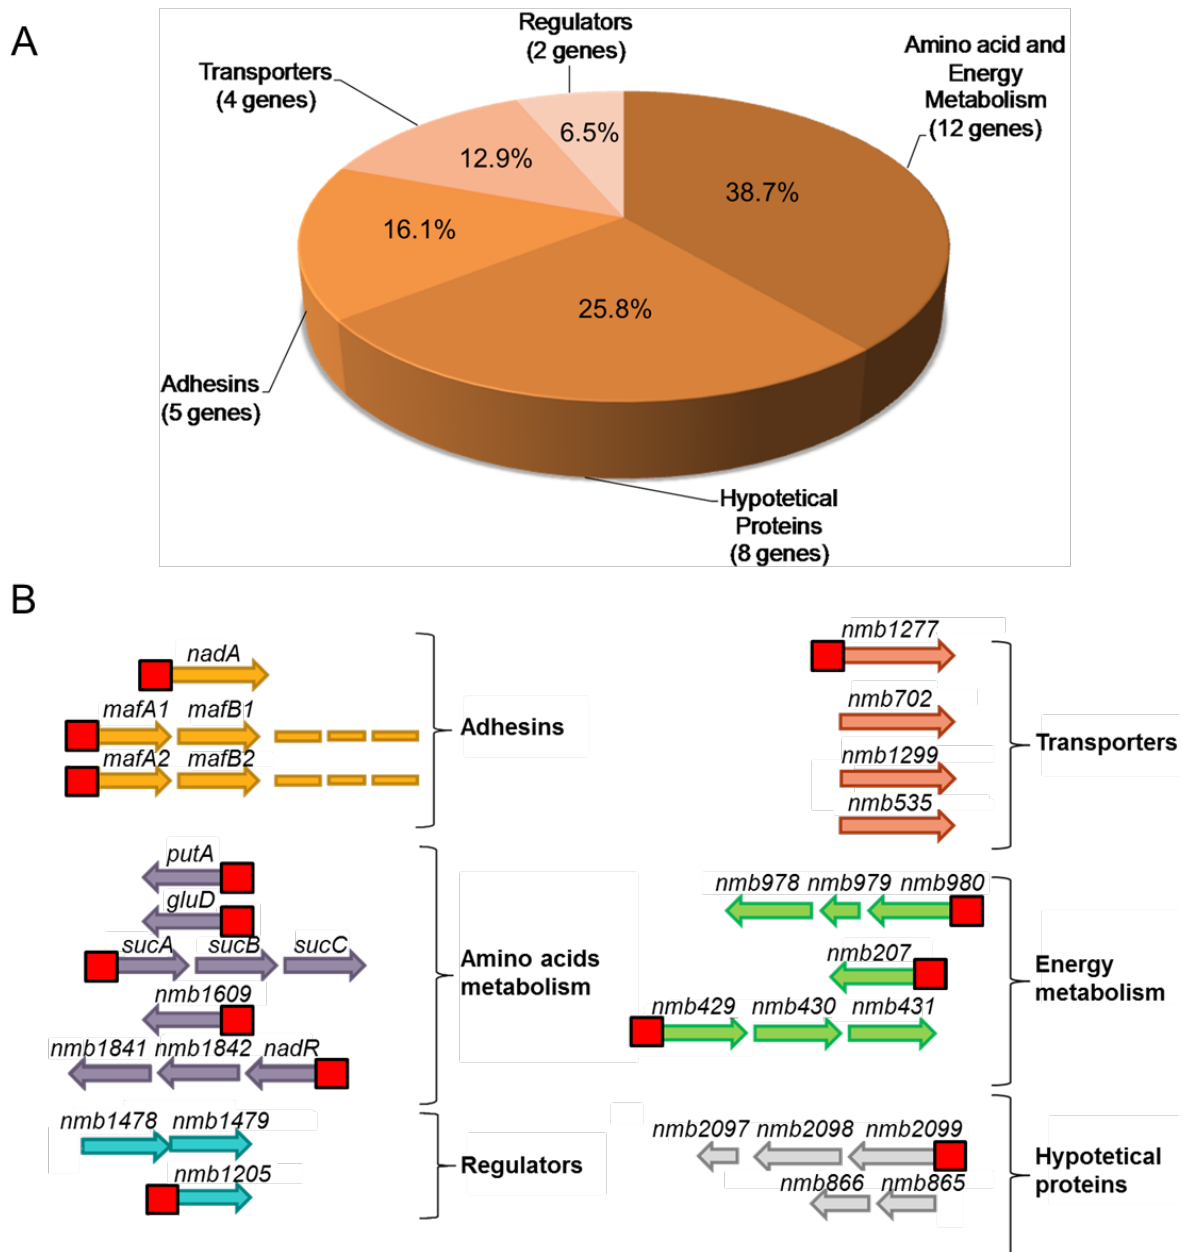 A
Regulators
(2 genes)
Amino acid and
Energy
Metabolism
(12 genes)
Transporters
(4 genes)
6.5%
12.9%
38.7%
16.1%
25.8%
Adhesins
(5 genes)
Hypotetical
Proteins
(8 genes)
B
nadA
mafA1 mafB1
mafA2 mafB2
Adhesins
putA
gluD
sucA sucB sucC
nmb1609
nmb1841 nmb1842 nadR
Amino acids
metabolism
nmb1478 nmb1479
nmb1205
Regulators
nmb1277
nmb702
nmb1299
nmb535
Transporters
nmb978 nmb979 nmb980
nmb207
nmb429 nmb430 nmb431
Energy
metabolism
nmb2097 nmb2098 nmb2099
nmb866 nmb865
Hypotetical
proteins